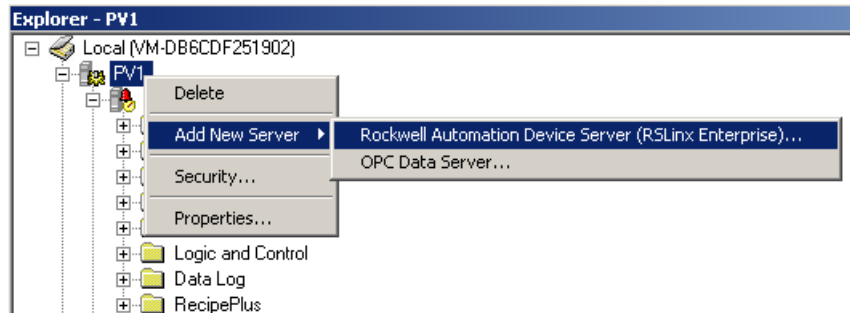 Explorer - PV1
Local (VM-DB6CDF251902)
PV1
Delete
Add New Server
Rockwell Automation Device Server (RSLinx Enterprise)...
OPC Data Server...
Security...
Properties...
Logic and Control
Data Log
RecipePlus